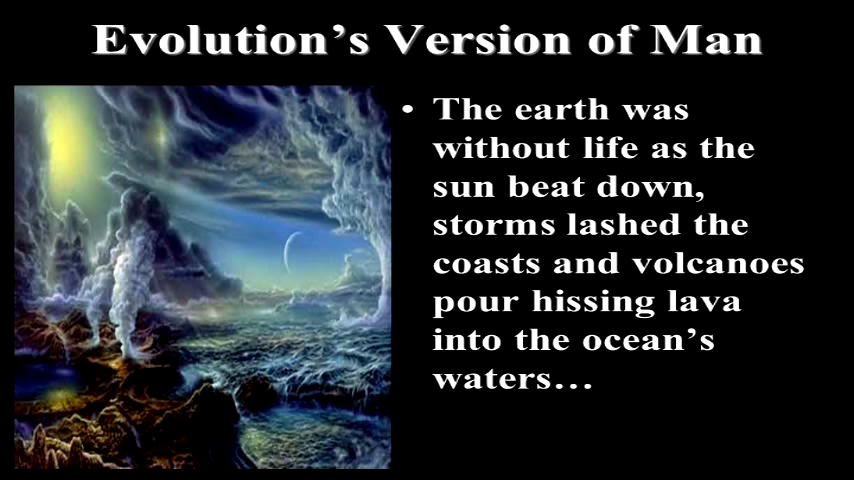 Evolution’s Version of Man
• The earth was
without life as the
sun beat down,
storms lashed the
coasts and volcanoes
pour hissing lava
into the ocean’s
waters…